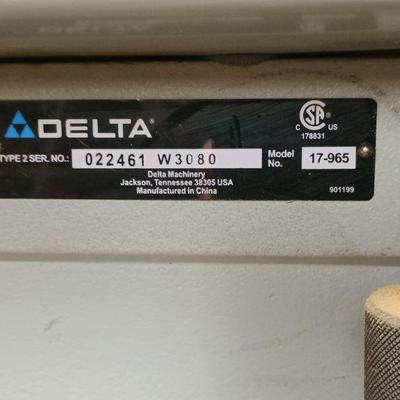 DELTA
C US
178831
TYPE 2 SER. NO.: 022461 W3080 Model No. 17-965
Delta Machinery
Jackson, Tennessee 38305 USA
Manufactured in China
901199